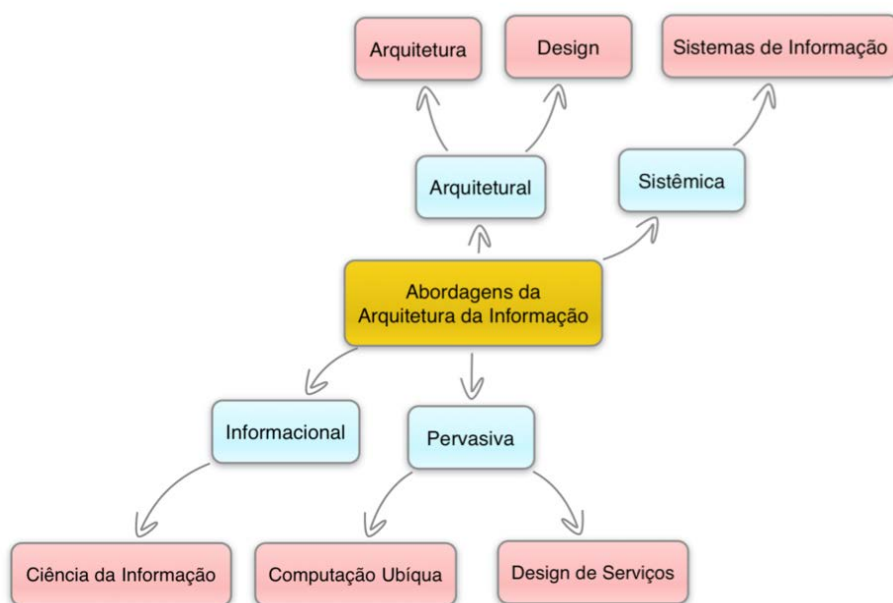 Arquitetura
Design
Sistemas de Informação
Arquitetural
Sistêmica
Abordagens da
Arquitetura da Informação
Informacional
Pervasiva
Ciência da Informação
Computação Ubíqua
Design de Serviços